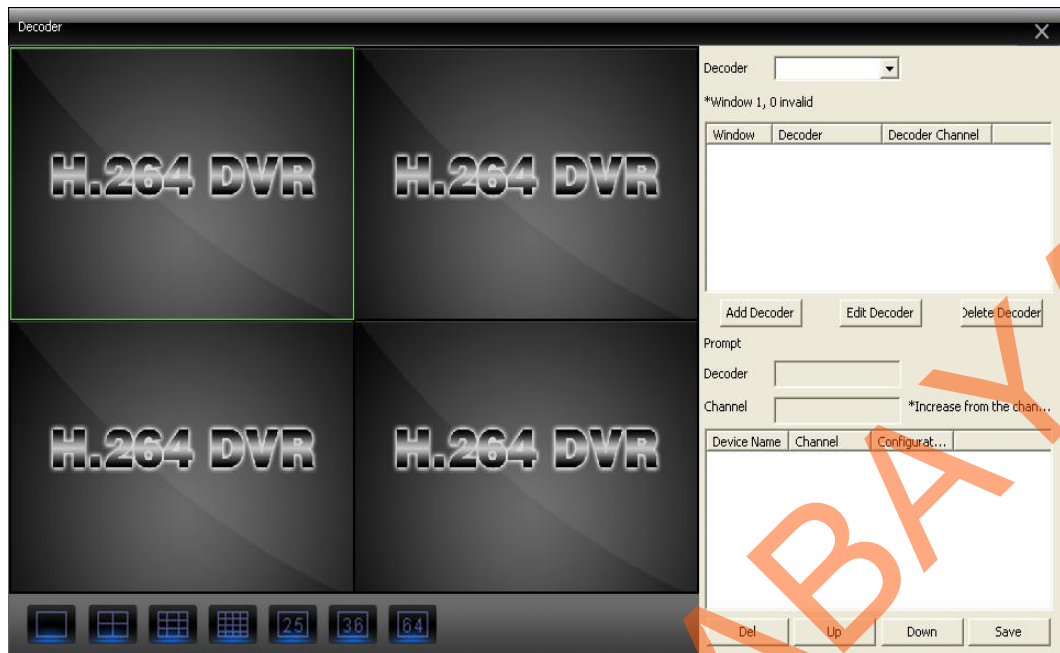 Decoder
H.264 DVR
H.264 DVR
H.264 DVR
H.264 DVR
25 36 64
Decoder
*Window 1, 0 invalid
Window Decoder Decoder Channel
Add Decoder Edit Decoder Delete Decoder
Prompt
Decoder
Channel *Increase from the chan...
Device Name Channel Configurat...
Del Up Down Save
ABAY